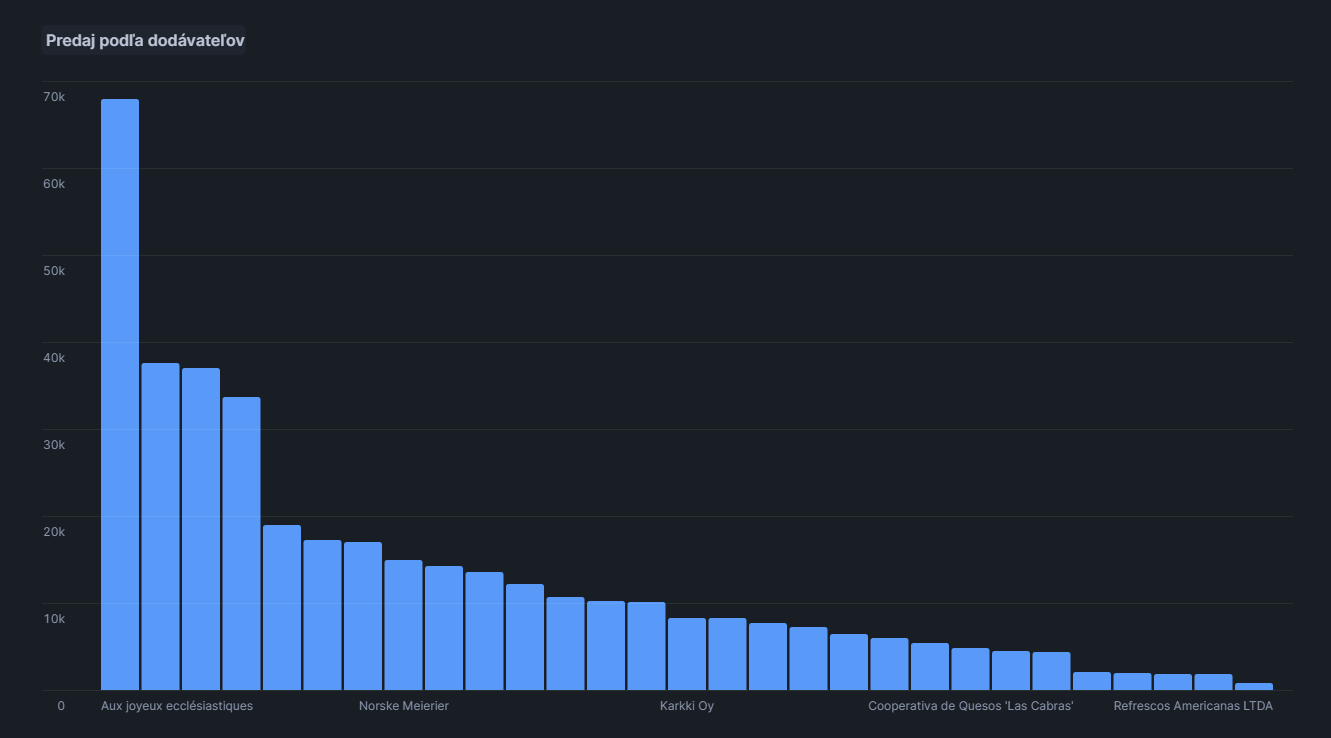 Predaj podľa dodávateľov
70k
60k
50k
40k
30k
20k
10k
0
Aux joyeux ecclésiastiques
Norske Meierier
Karkki Oy
Cooperativa de Quesos 'Las Cabras'
Refrescos Americanas LTDA